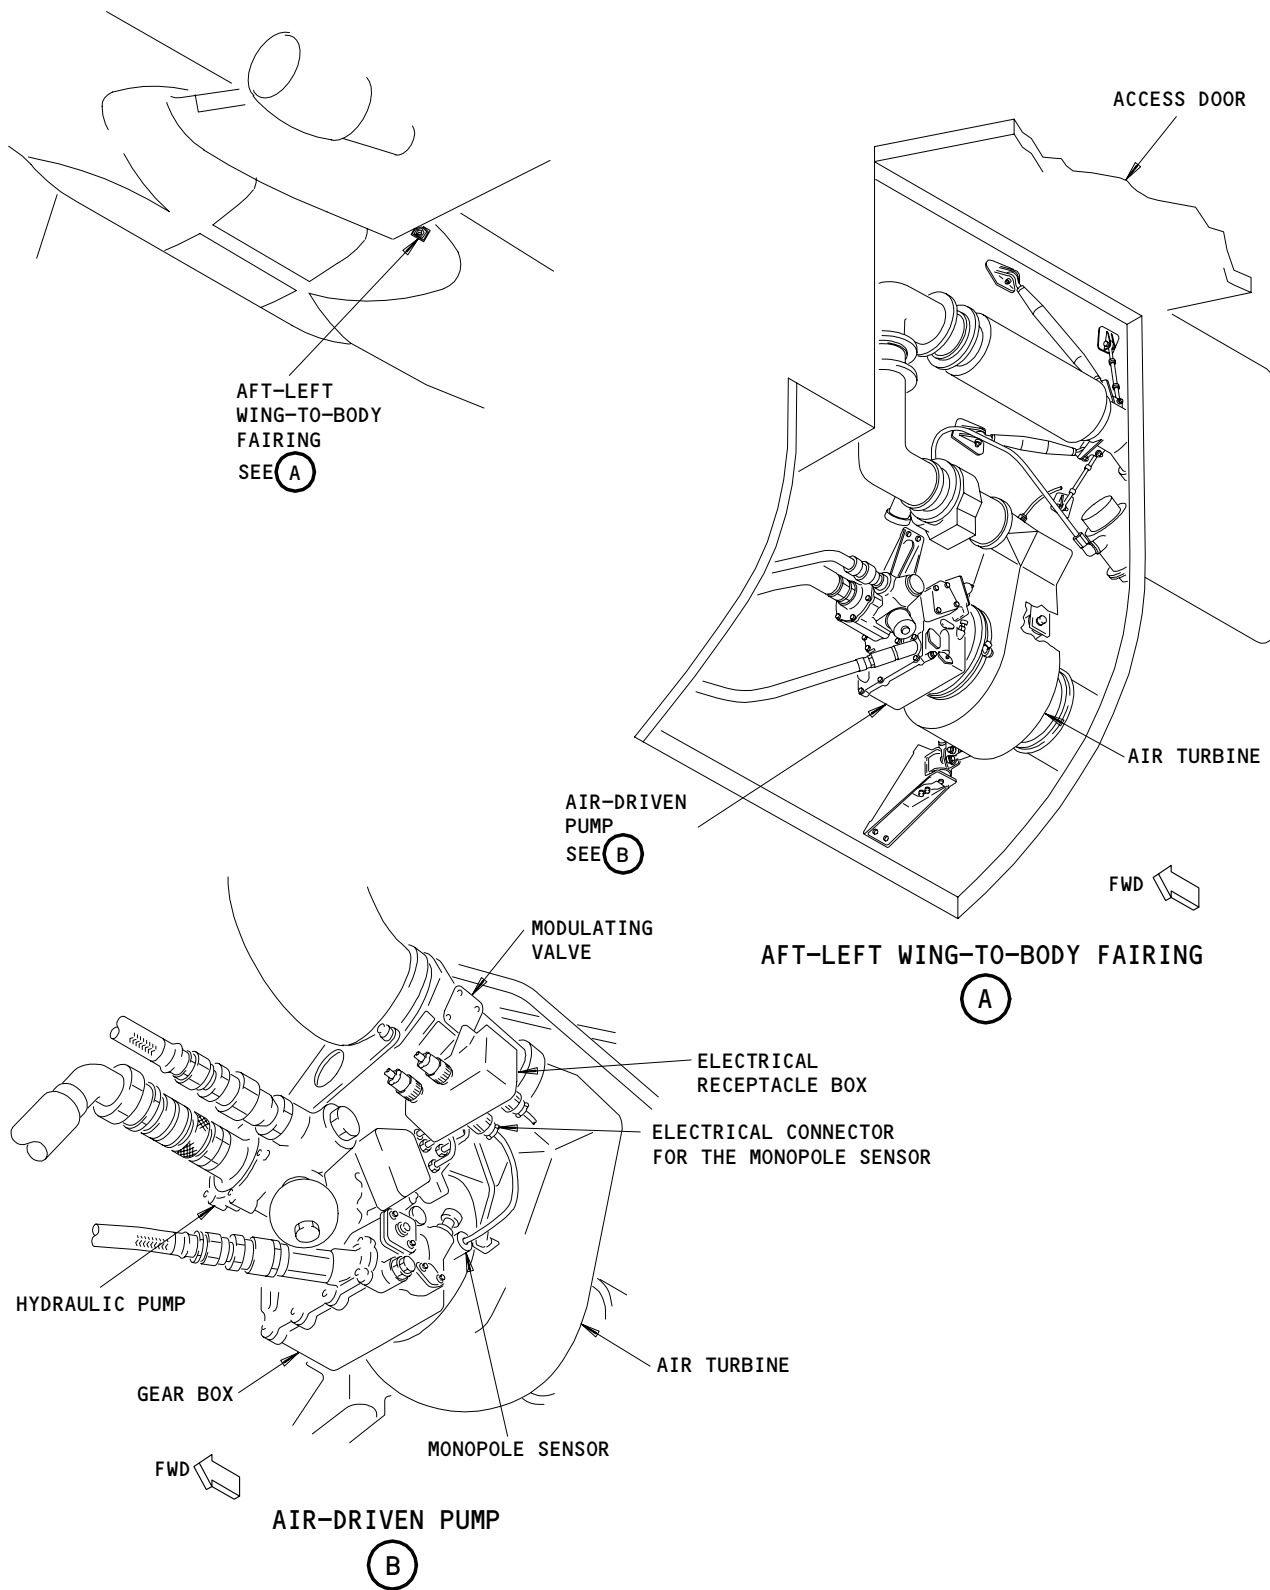 ACCESS DOOR
AFT-LEFT
WING-TO-BODY
FAIRING
SEE A
AIR TURBINE
AIR-DRIVEN
PUMP
SEE B
FWD
AFT-LEFT WING-TO-BODY FAIRING
A
MODULATING
VALVE
ELECTRICAL
RECEPTACLE BOX
ELECTRICAL CONNECTOR
FOR THE MONOPOLE SENSOR
HYDRAULIC PUMP
AIR TURBINE
GEAR BOX
MONOPOLE SENSOR
FWD
AIR-DRIVEN PUMP
B